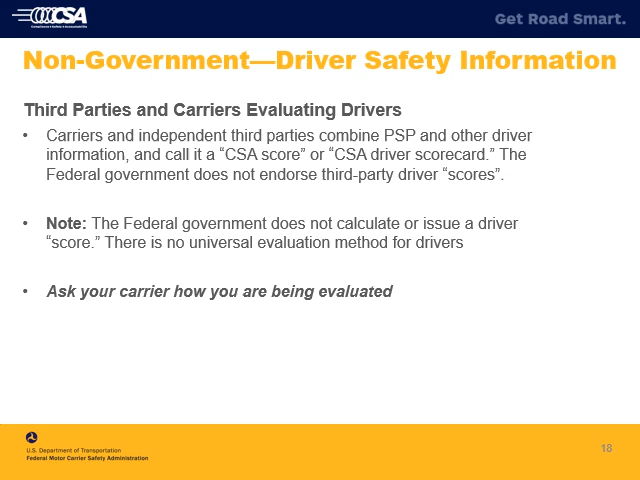 CSA
Compliance • Safety • Accountability
Get Road Smart.
Non-Government—Driver Safety Information
Third Parties and Carriers Evaluating Drivers
• Carriers and independent third parties combine PSP and other driver
information, and call it a “CSA score” or “CSA driver scorecard.” The
Federal government does not endorse third-party driver “scores”.
• Note: The Federal government does not calculate or issue a driver
“score.” There is no universal evaluation method for drivers
• Ask your carrier how you are being evaluated
U.S. Department of Transportation
Federal Motor Carrier Safety Administration
18